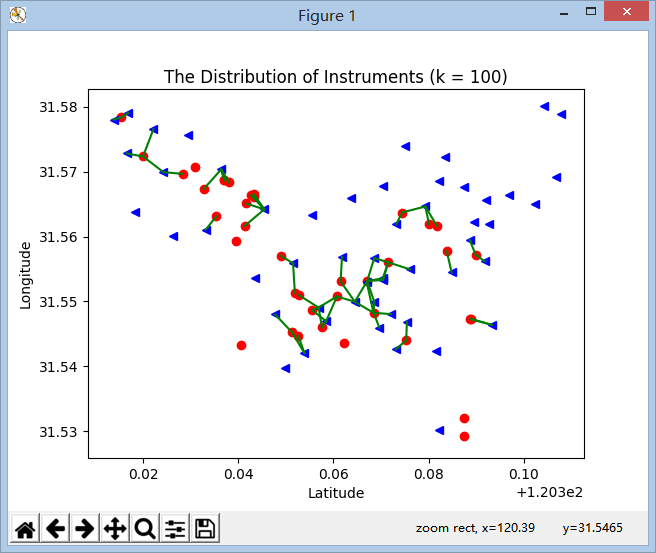 Figure 1
The Distribution of Instruments (k = 100)
31.58
31.57
31.56
31.55
31.54
31.53
Longitude
0.02 0.04 0.06 0.08 0.10
Latitude
+1.203e2
zoom rect, x=120.39 y=31.5465